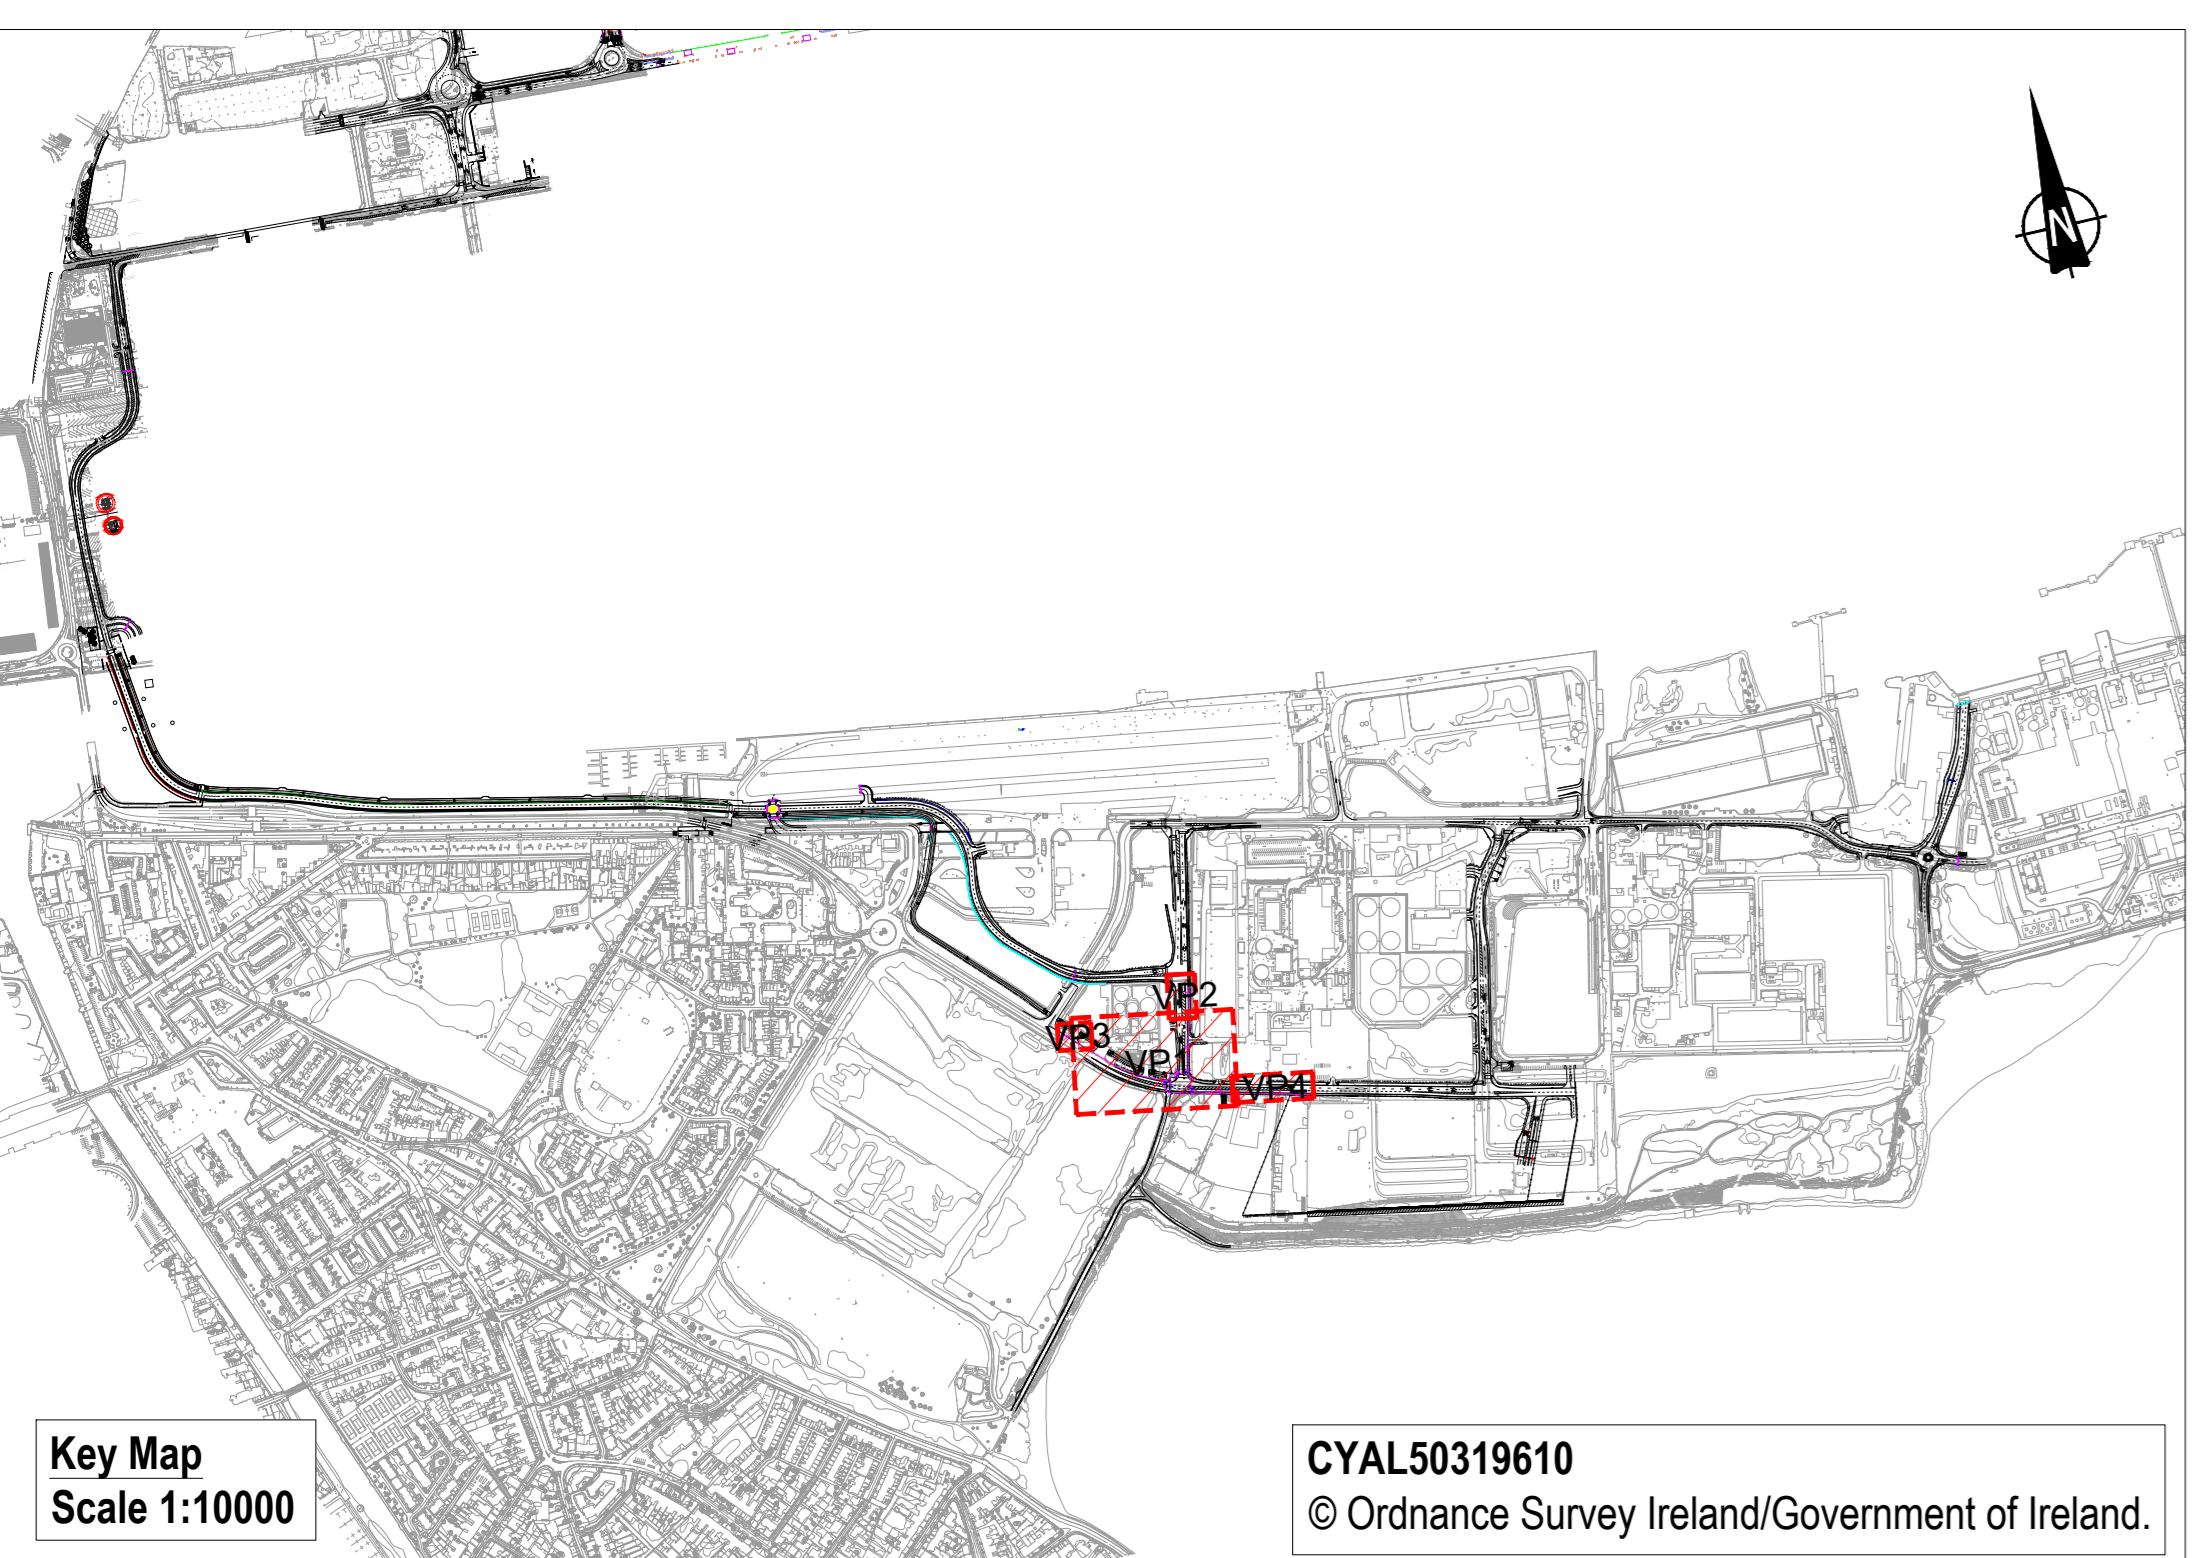 N
VP2
VP3
VP1
VP4
Key Map
Scale 1:10000
CYAL50319610
© Ordnance Survey Ireland/Government of Ireland.